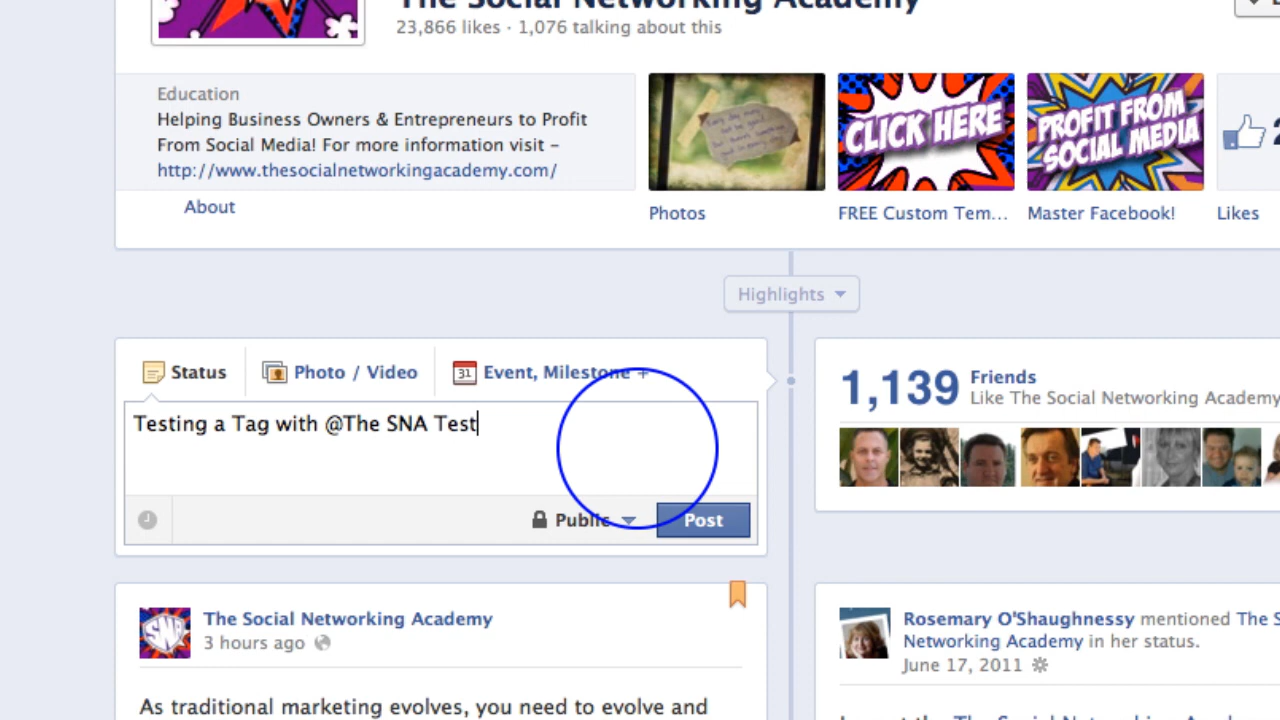 The Social Networking Academy
23,866 likes · 1,076 talking about this
Education
Helping Business Owners & Entrepreneurs to Profit
From Social Media! For more information visit –
http://www.thesocialnetworkingacademy.com/
About
CLICK HERE
PROFIT FROM
SOCIAL MEDIA
Photos
FREE Custom Tem...
Master Facebook!
Likes
Highlights
Status
Photo / Video
31
Event, Milestone +
Testing a Tag with @The SNA Test
Public
Post
1,139 Friends
Like The Social Networking Academy
SNA
The Social Networking Academy
3 hours ago
As traditional marketing evolves, you need to evolve and
Rosemary O'Shaughnessy mentioned The S
Networking Academy in her status.
June 17, 2011